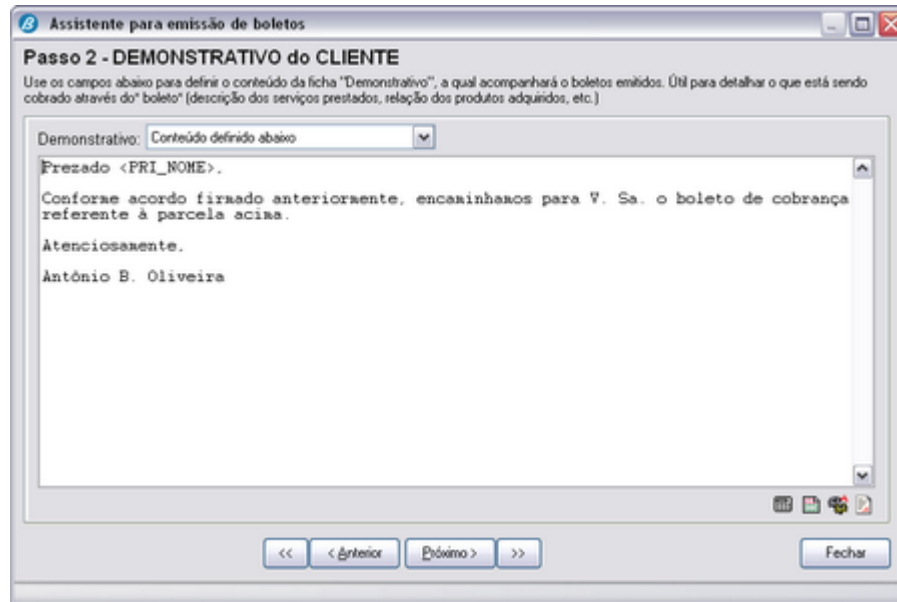 Assistente para emissão de boletos
Passo 2 - DEMONSTRATIVO do CLIENTE
Use os campos abaixo para definir o conteúdo da ficha "Demonstrativo", a qual acompanhará o boletos emitidos. Útil para detalhar o que está sendo
cobrado através do" boleto" (descrição dos serviços prestados, relação dos produtos adquiridos, etc.)
Demonstrativo: Conteúdo definido abaixo
Prezado <PRI_NOME>,
Conforme acordo firmado anteriormente, encaminhamos para V. Sa. o boleto de cobrança
referente à parcela acima.
Atenciosamente,
Antônio B. Oliveira
<< < Anterior Próximo > >> Fechar